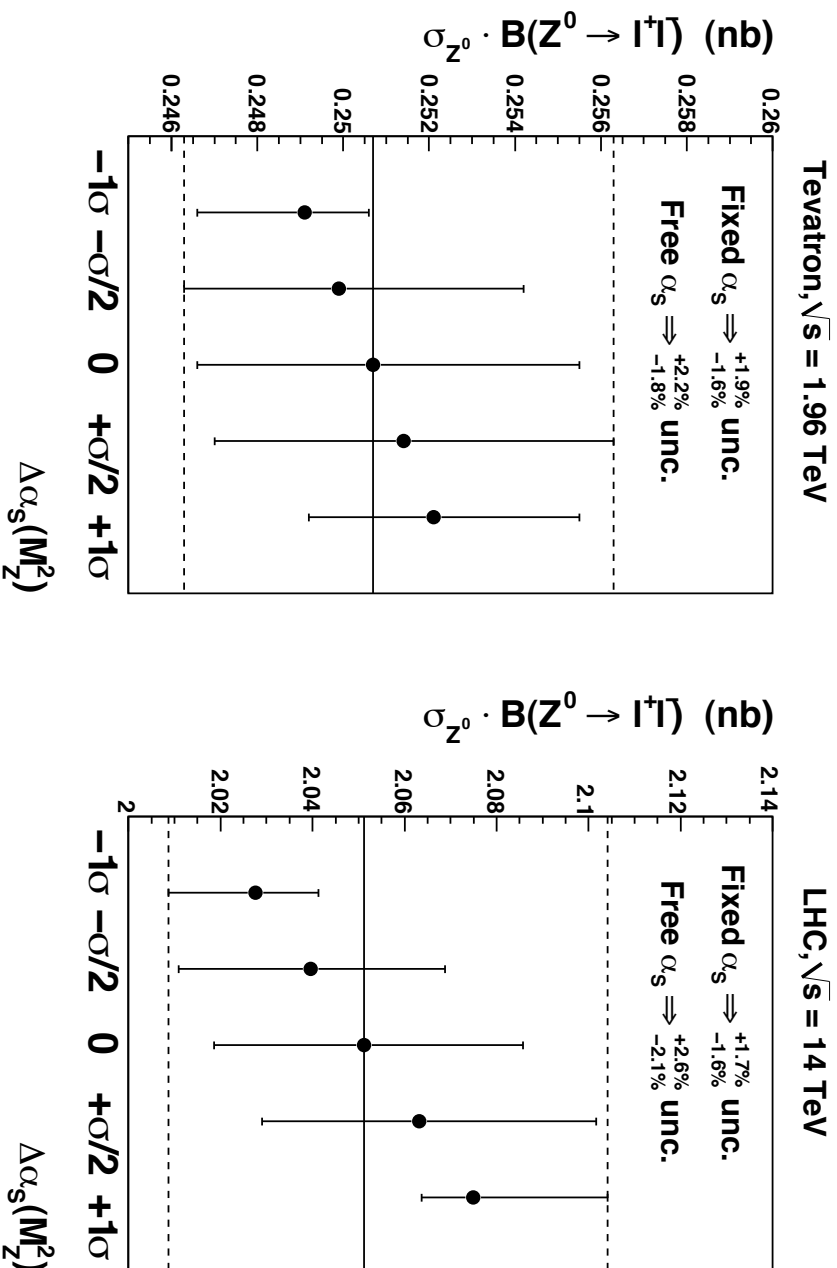 Tevatron, √s = 1.96 TeV
σ_Z⁰ · B(Z⁰ → l⁺l⁻) (nb)
0.26
0.258
0.256
0.254
0.252
0.25
0.248
0.246
Fixed α_S ⇒ +1.9% −1.6% unc.
Free α_S ⇒ +2.2% −1.8% unc.
−1σ −σ/2 0 +σ/2 +1σ
Δα_S(M_Z²)
LHC, √s = 14 TeV
σ_Z⁰ · B(Z⁰ → l⁺l⁻) (nb)
2.14
2.12
2.1
2.08
2.06
2.04
2.02
2
Fixed α_S ⇒ +1.7% −1.6% unc.
Free α_S ⇒ +2.6% −2.1% unc.
−1σ −σ/2 0 +σ/2 +1σ
Δα_S(M_Z²)